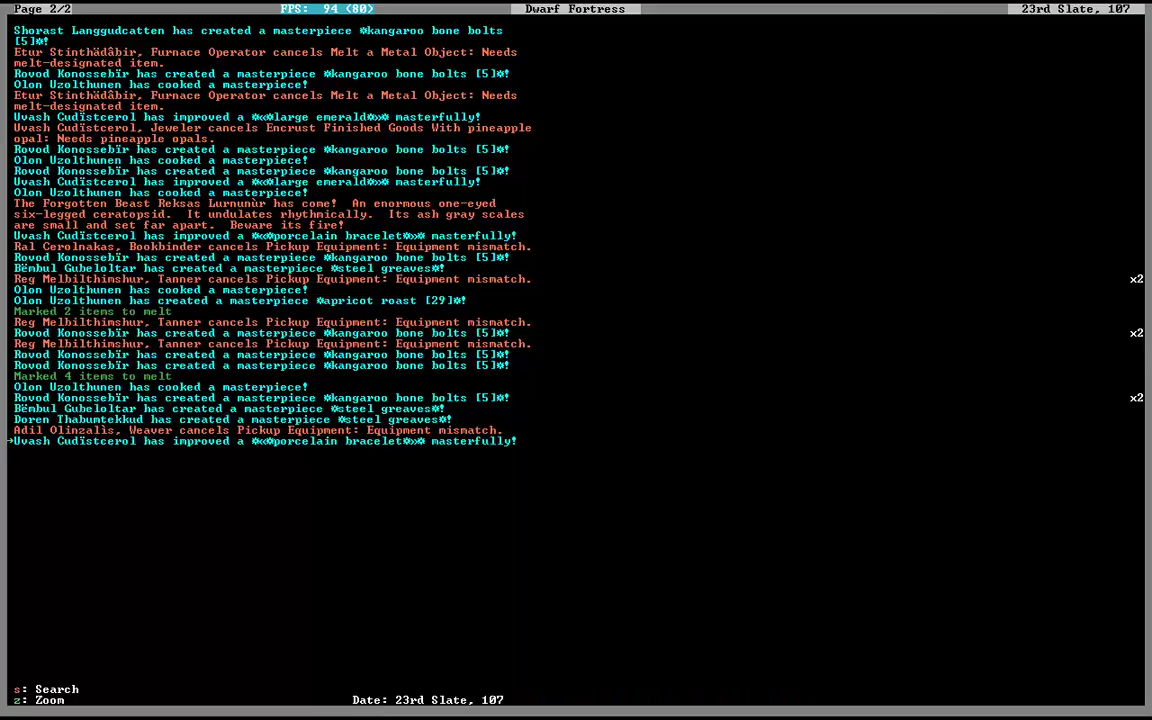 Page 2/2 FPS: 94 (80) Dwarf Fortress 23rd Slate, 107
Shorast Langgudcatten has created a masterpiece ☼kangaroo bone bolts
[5]☼!
Etur Stinthädâbir, Furnace Operator cancels Melt a Metal Object: Needs
melt-designated item.
Rovod Konossebïr has created a masterpiece ☼kangaroo bone bolts [5]☼!
Olon Uzolthunen has cooked a masterpiece!
Etur Stinthädâbir, Furnace Operator cancels Melt a Metal Object: Needs
melt-designated item.
Uvash Cudïstcerol has improved a ☼«☼large emerald☼»☼ masterfully!
Uvash Cudïstcerol, Jeweler cancels Encrust Finished Goods With pineapple
opal: Needs pineapple opals.
Rovod Konossebïr has created a masterpiece ☼kangaroo bone bolts [5]☼!
Olon Uzolthunen has cooked a masterpiece!
Rovod Konossebïr has created a masterpiece ☼kangaroo bone bolts [5]☼!
Uvash Cudïstcerol has improved a ☼«☼large emerald☼»☼ masterfully!
Olon Uzolthunen has cooked a masterpiece!
The Forgotten Beast Reksas Lurnunùr has come! An enormous one-eyed
six-legged ceratopsid. It undulates rhythmically. Its ash gray scales
are small and set far apart. Beware its fire!
Uvash Cudïstcerol has improved a ☼«☼porcelain bracelet☼»☼ masterfully!
Ral Cerolnakas, Bookbinder cancels Pickup Equipment: Equipment mismatch.
Rovod Konossebïr has created a masterpiece ☼kangaroo bone bolts [5]☼!
Bëmbul Gubeloltar has created a masterpiece ☼steel greaves☼!
Reg Melbilthimshur, Tanner cancels Pickup Equipment: Equipment mismatch. x2
Olon Uzolthunen has cooked a masterpiece!
Olon Uzolthunen has created a masterpiece ☼apricot roast [29]☼!
Marked 2 items to melt
Reg Melbilthimshur, Tanner cancels Pickup Equipment: Equipment mismatch.
Rovod Konossebïr has created a masterpiece ☼kangaroo bone bolts [5]☼! x2
Reg Melbilthimshur, Tanner cancels Pickup Equipment: Equipment mismatch.
Rovod Konossebïr has created a masterpiece ☼kangaroo bone bolts [5]☼!
Rovod Konossebïr has created a masterpiece ☼kangaroo bone bolts [5]☼!
Marked 4 items to melt
Olon Uzolthunen has cooked a masterpiece!
Rovod Konossebïr has created a masterpiece ☼kangaroo bone bolts [5]☼! x2
Bëmbul Gubeloltar has created a masterpiece ☼steel greaves☼!
Doren Thabumtekkud has created a masterpiece ☼steel greaves☼!
Adil Olinzalìs, Weaver cancels Pickup Equipment: Equipment mismatch.
→Uvash Cudïstcerol has improved a ☼«☼porcelain bracelet☼»☼ masterfully!
s: Search
z: Zoom Date: 23rd Slate, 107